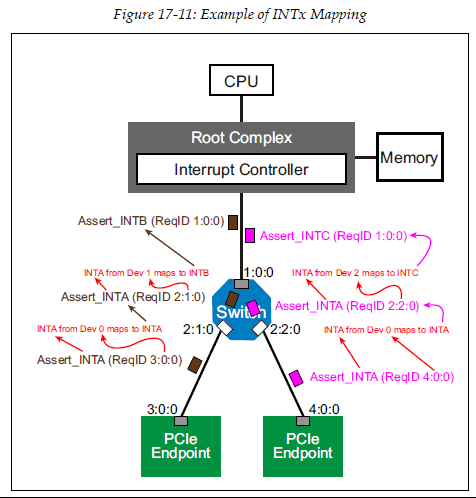 Figure 17-11: Example of INTx Mapping
CPU
Root Complex
Interrupt Controller
Memory
Assert_INTB (ReqID 1:0:0)
Assert_INTC (ReqID 1:0:0)
1:0:0
INTA from Dev 1 maps to INTB
INTA from Dev 2 maps to INTC
Assert_INTA (ReqID 2:1:0)
Assert_INTA (ReqID 2:2:0)
Switch
INTA from Dev 0 maps to INTA
2:1:0
2:2:0
INTA from Dev 0 maps to INTA
Assert_INTA (ReqID 3:0:0)
Assert_INTA (ReqID 4:0:0)
3:0:0
4:0:0
PCIe
Endpoint
PCIe
Endpoint